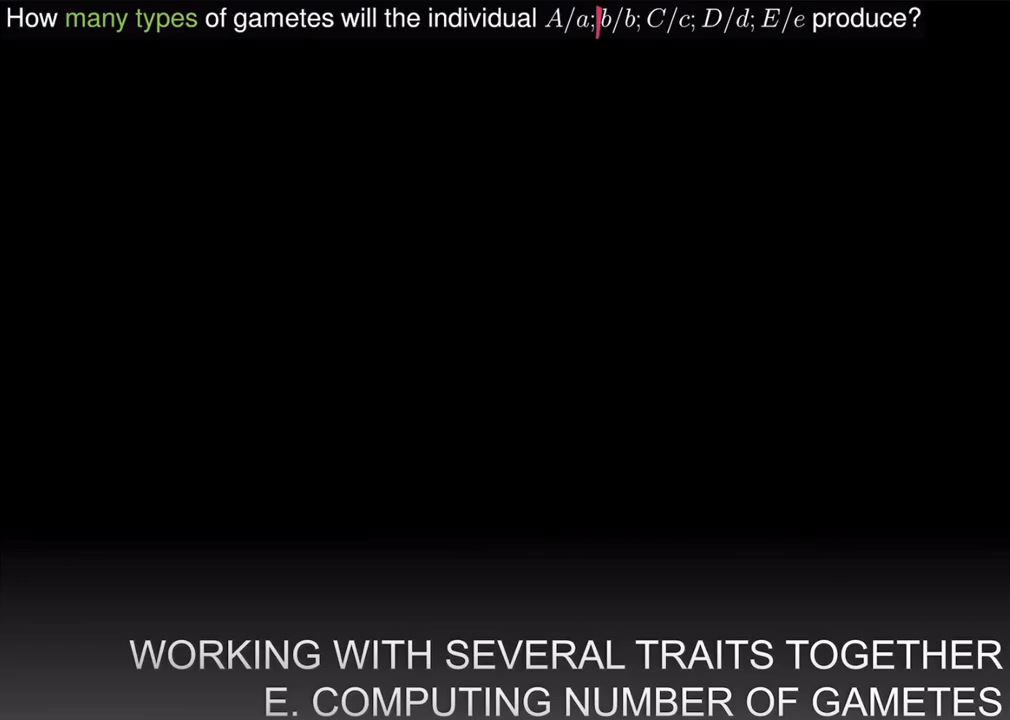 How many types of gametes will the individual A/a; b/b; C/c; D/d; E/e produce?
WORKING WITH SEVERAL TRAITS TOGETHER
E. COMPUTING NUMBER OF GAMETES